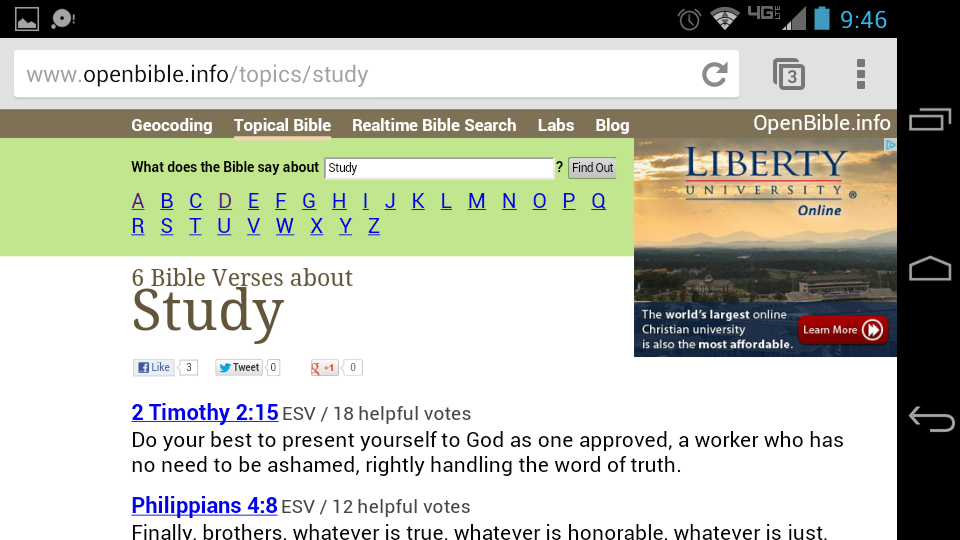 4G LTE 9:46
www.openbible.info/topics/study 3
Geocoding Topical Bible Realtime Bible Search Labs Blog OpenBible.info
What does the Bible say about Study ? Find Out
A B C D E F G H I J K L M N O P Q
R S T U V W X Y Z
LIBERTY
UNIVERSITY®
Online
The world's largest online
Christian university
is also the most affordable.
Learn More
6 Bible Verses about
Study
Like 3 Tweet 0 g +1 0
2 Timothy 2:15 ESV / 18 helpful votes
Do your best to present yourself to God as one approved, a worker who has
no need to be ashamed, rightly handling the word of truth.
Philippians 4:8 ESV / 12 helpful votes
Finally, brothers, whatever is true, whatever is honorable, whatever is just,